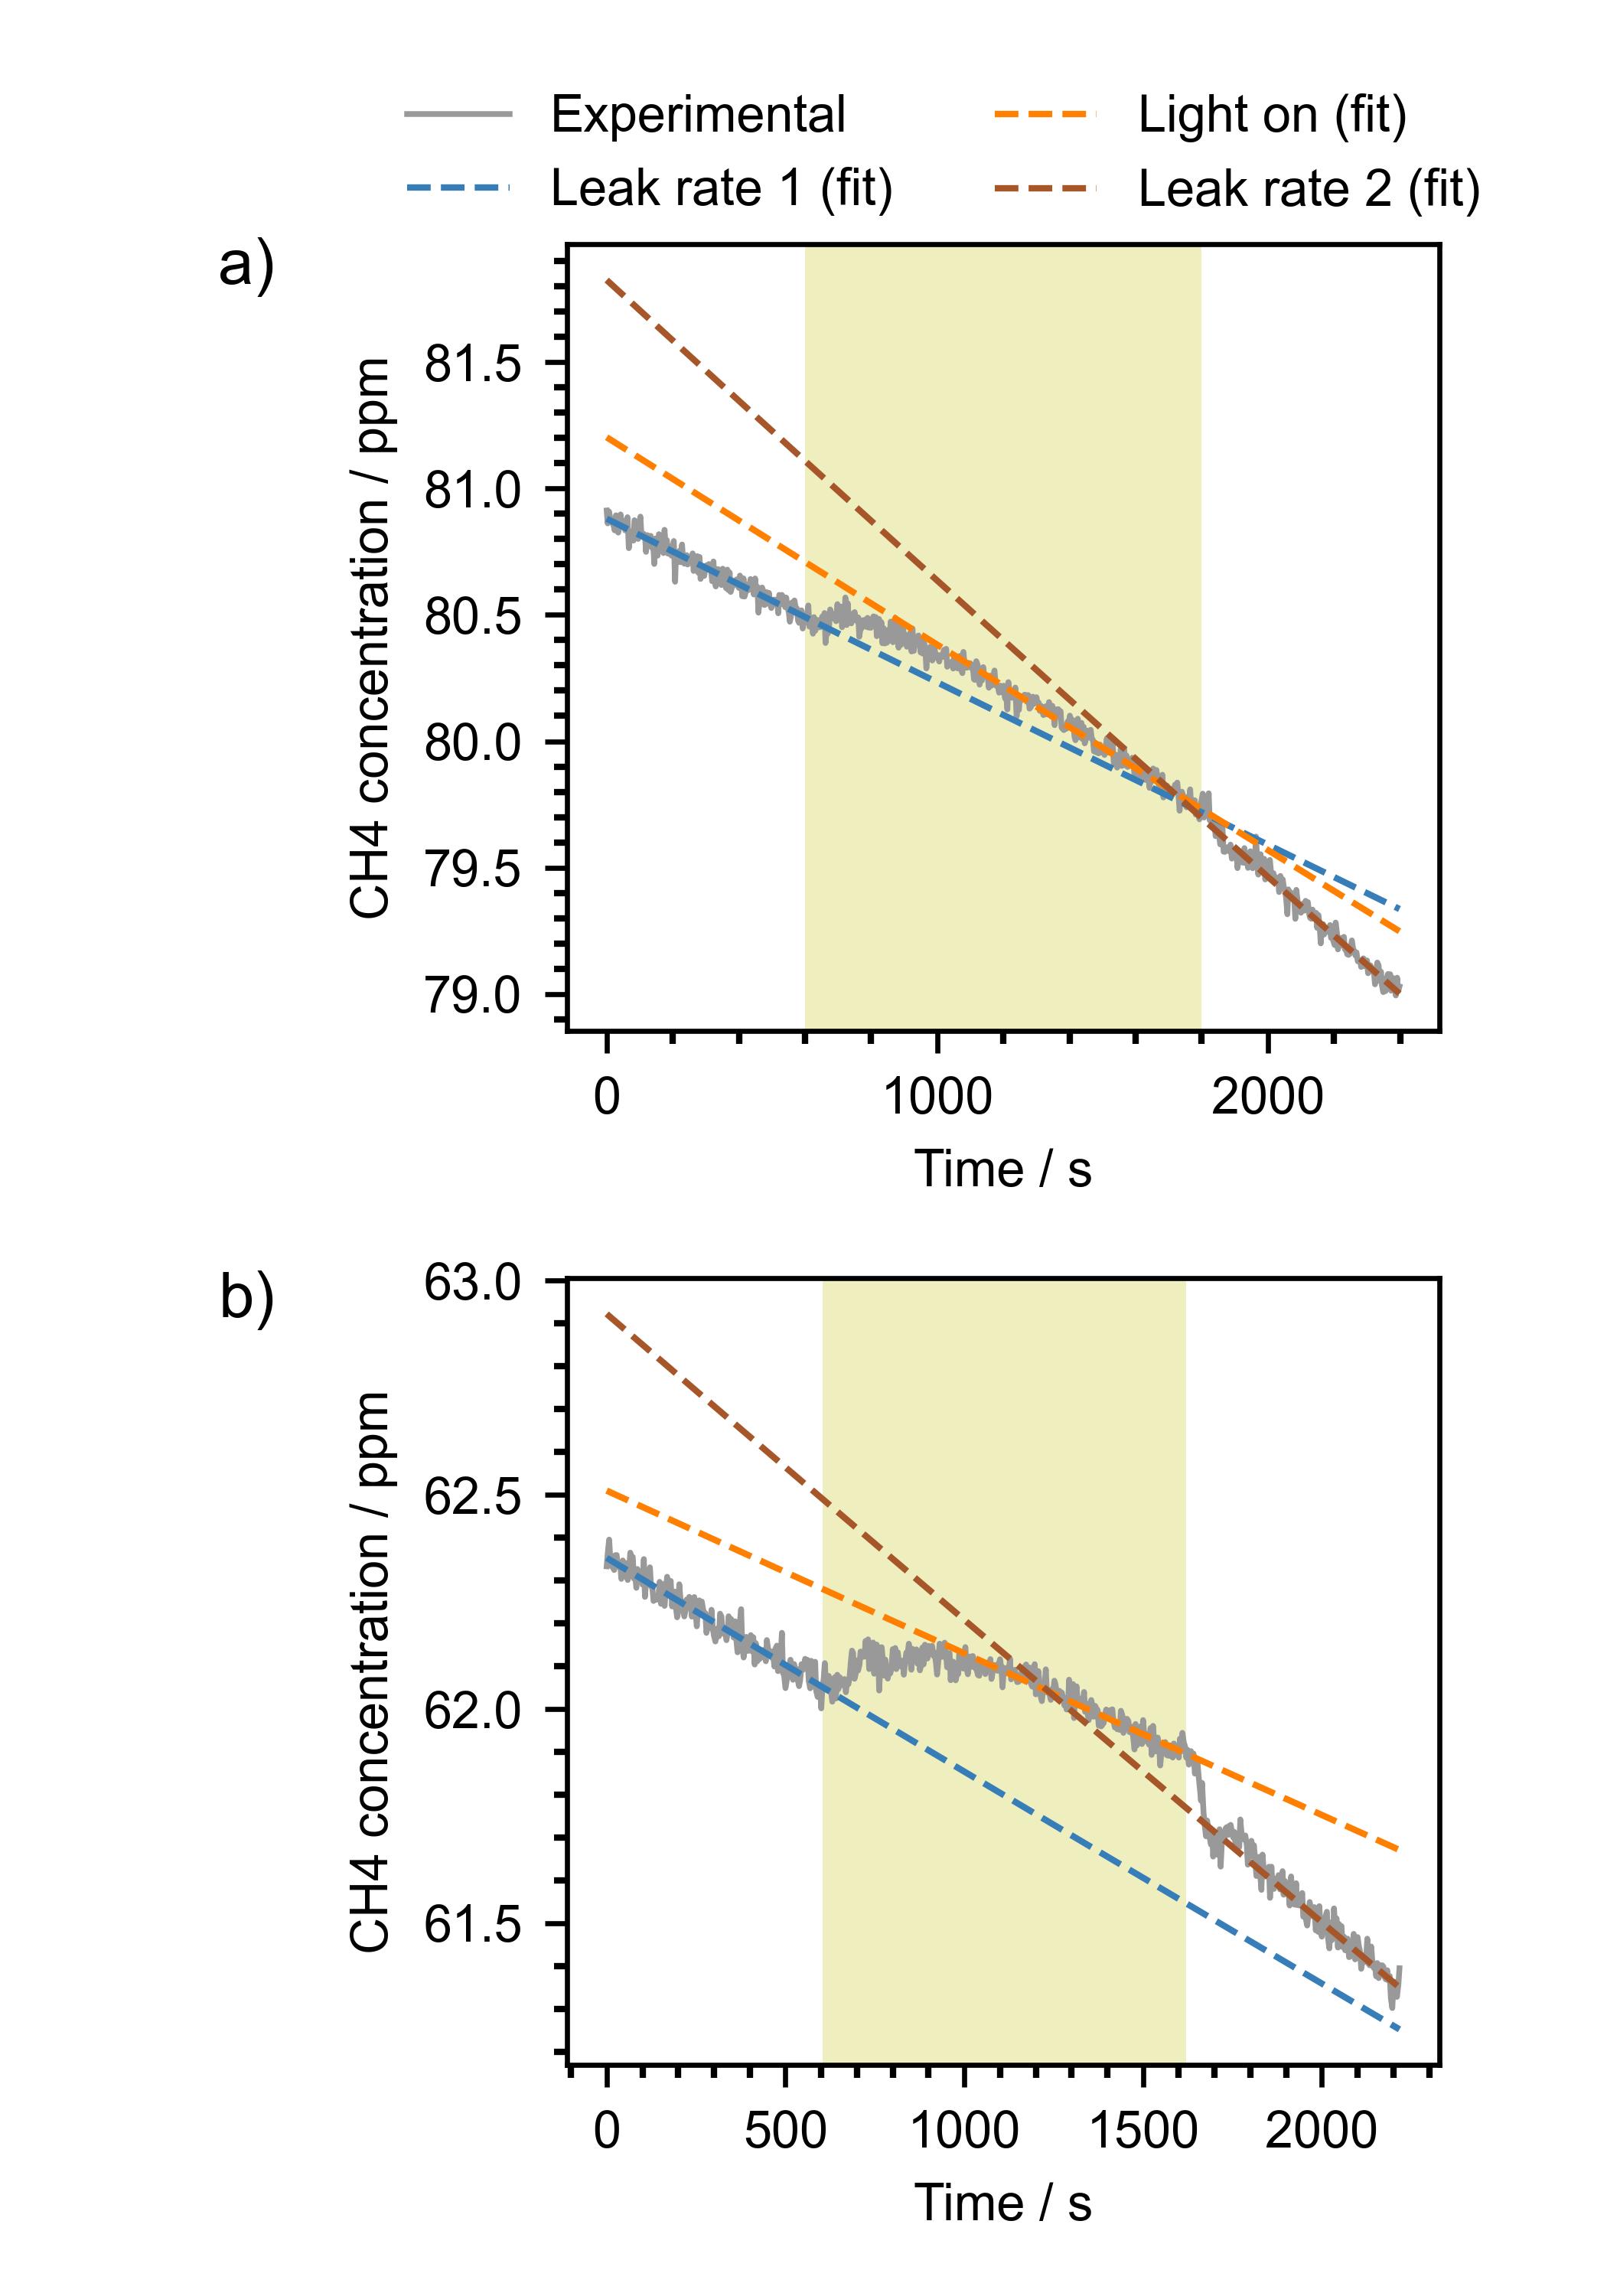 Experimental
Light on (fit)
Leak rate 1 (fit)
Leak rate 2 (fit)
a)
CH4 concentration / ppm
81.5
81.0
80.5
80.0
79.5
79.0
0 1000 2000
Time / s
b)
CH4 concentration / ppm
63.0
62.5
62.0
61.5
0 500 1000 1500 2000
Time / s